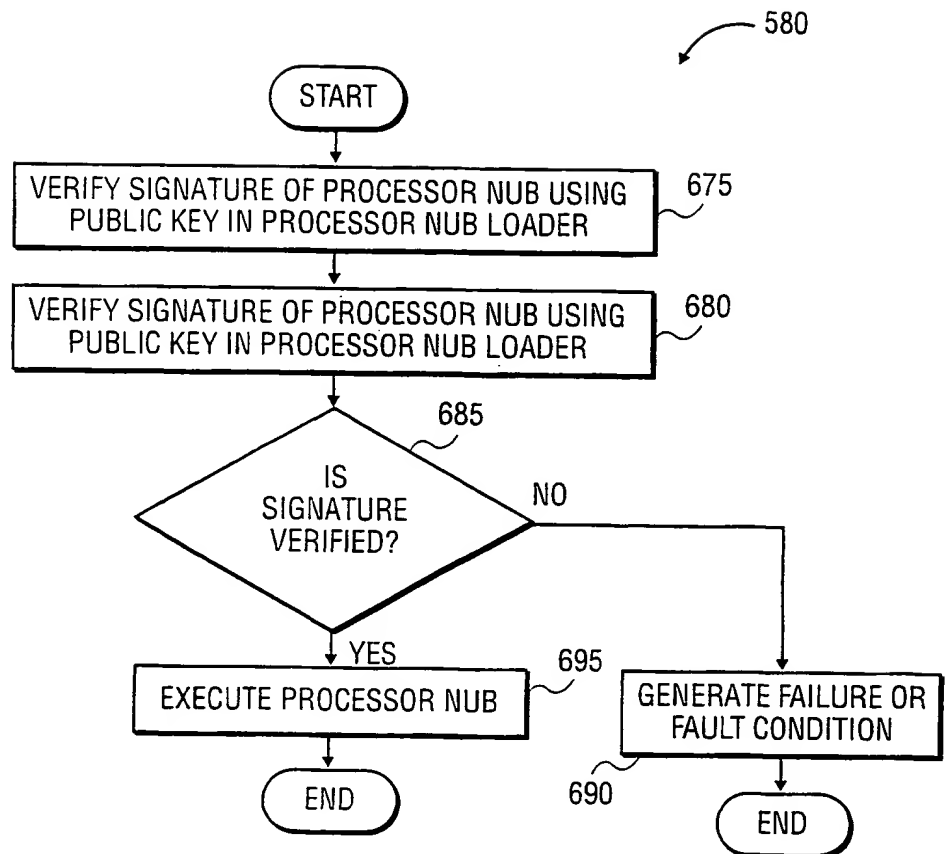 580
START
VERIFY SIGNATURE OF PROCESSOR NUB USING
PUBLIC KEY IN PROCESSOR NUB LOADER
675
VERIFY SIGNATURE OF PROCESSOR NUB USING
PUBLIC KEY IN PROCESSOR NUB LOADER
680
685
IS
SIGNATURE
VERIFIED?
NO
YES
EXECUTE PROCESSOR NUB
695
GENERATE FAILURE OR
FAULT CONDITION
690
END
END